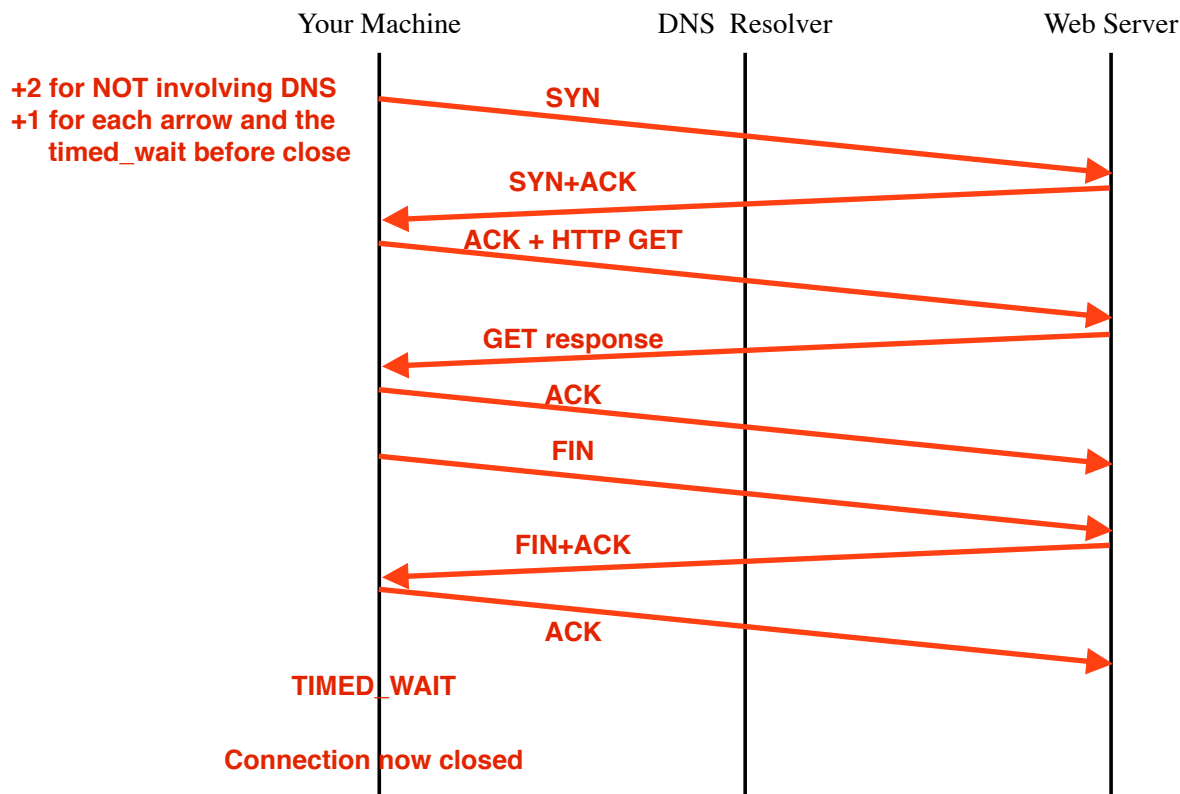 Your Machine
DNS Resolver
Web Server
+2 for NOT involving DNS
+1 for each arrow and the
timed_wait before close
SYN
SYN+ACK
ACK + HTTP GET
GET response
ACK
FIN
FIN+ACK
ACK
TIMED_WAIT
Connection now closed